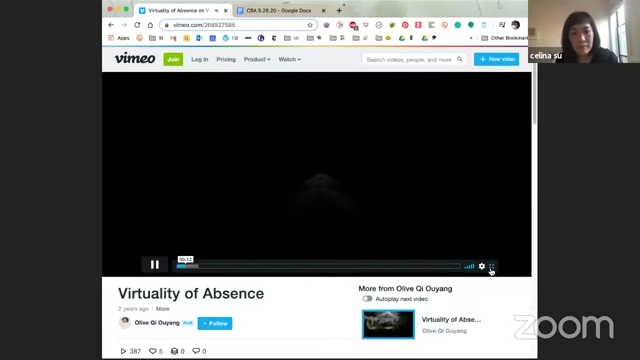 Virtuality of Absence on V
CBA 5.26.20 - Google Docs
vimeo.com/268527585
Apps
Other Bookmark
celina su
vimeo
Join
Log in
Pricing
Product
Watch
Search videos, people, and more
+ New video
00:12
Virtuality of Absence
2 years ago
More
Olive Qi Ouyang
PLUS
+ Follow
387
5
0
0
More from Olive Qi Ouyang
Autoplay next video
Virtuality of Abse...
Olive Qi Ouyang
zoom